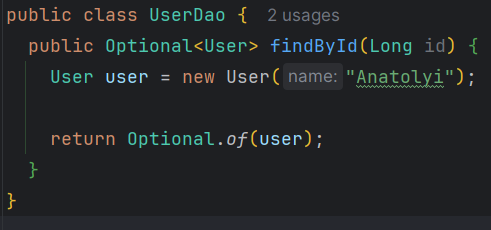 public class UserDao {  2 usages
  public Optional<User> findById(Long id) {
    User user = new User( name: "Anatolyi");

    return Optional.of(user);
  }
}